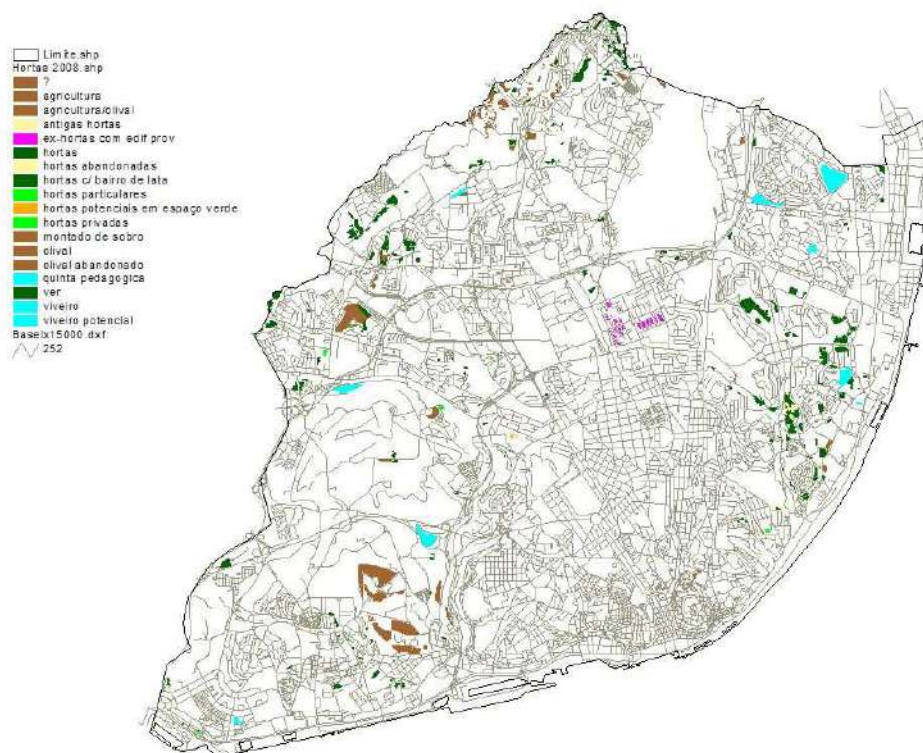 Limite.shp
Hortas 2008.shp
?
agricultura
agricultura/olival
antigas hortas
ex-hortas com edif prov
hortas
hortas abandonadas
hortas c/ bairro de lata
hortas particulares
hortas potenciais em espaço verde
hortas privadas
montado de sobro
olival
olival abandonado
quinta pedagogica
ver
viveiro
viveiro potencial
Baselx15000.dxf
252